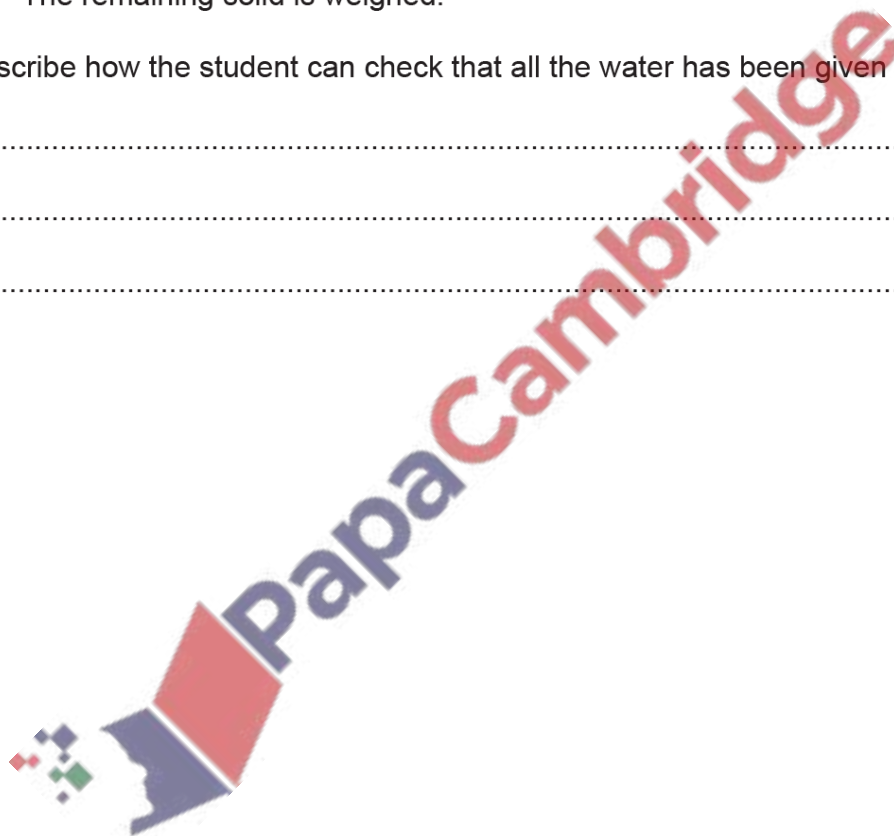 The remaining solid is weighed.
scribe how the student can check that all the water has been given
PapaCambridge